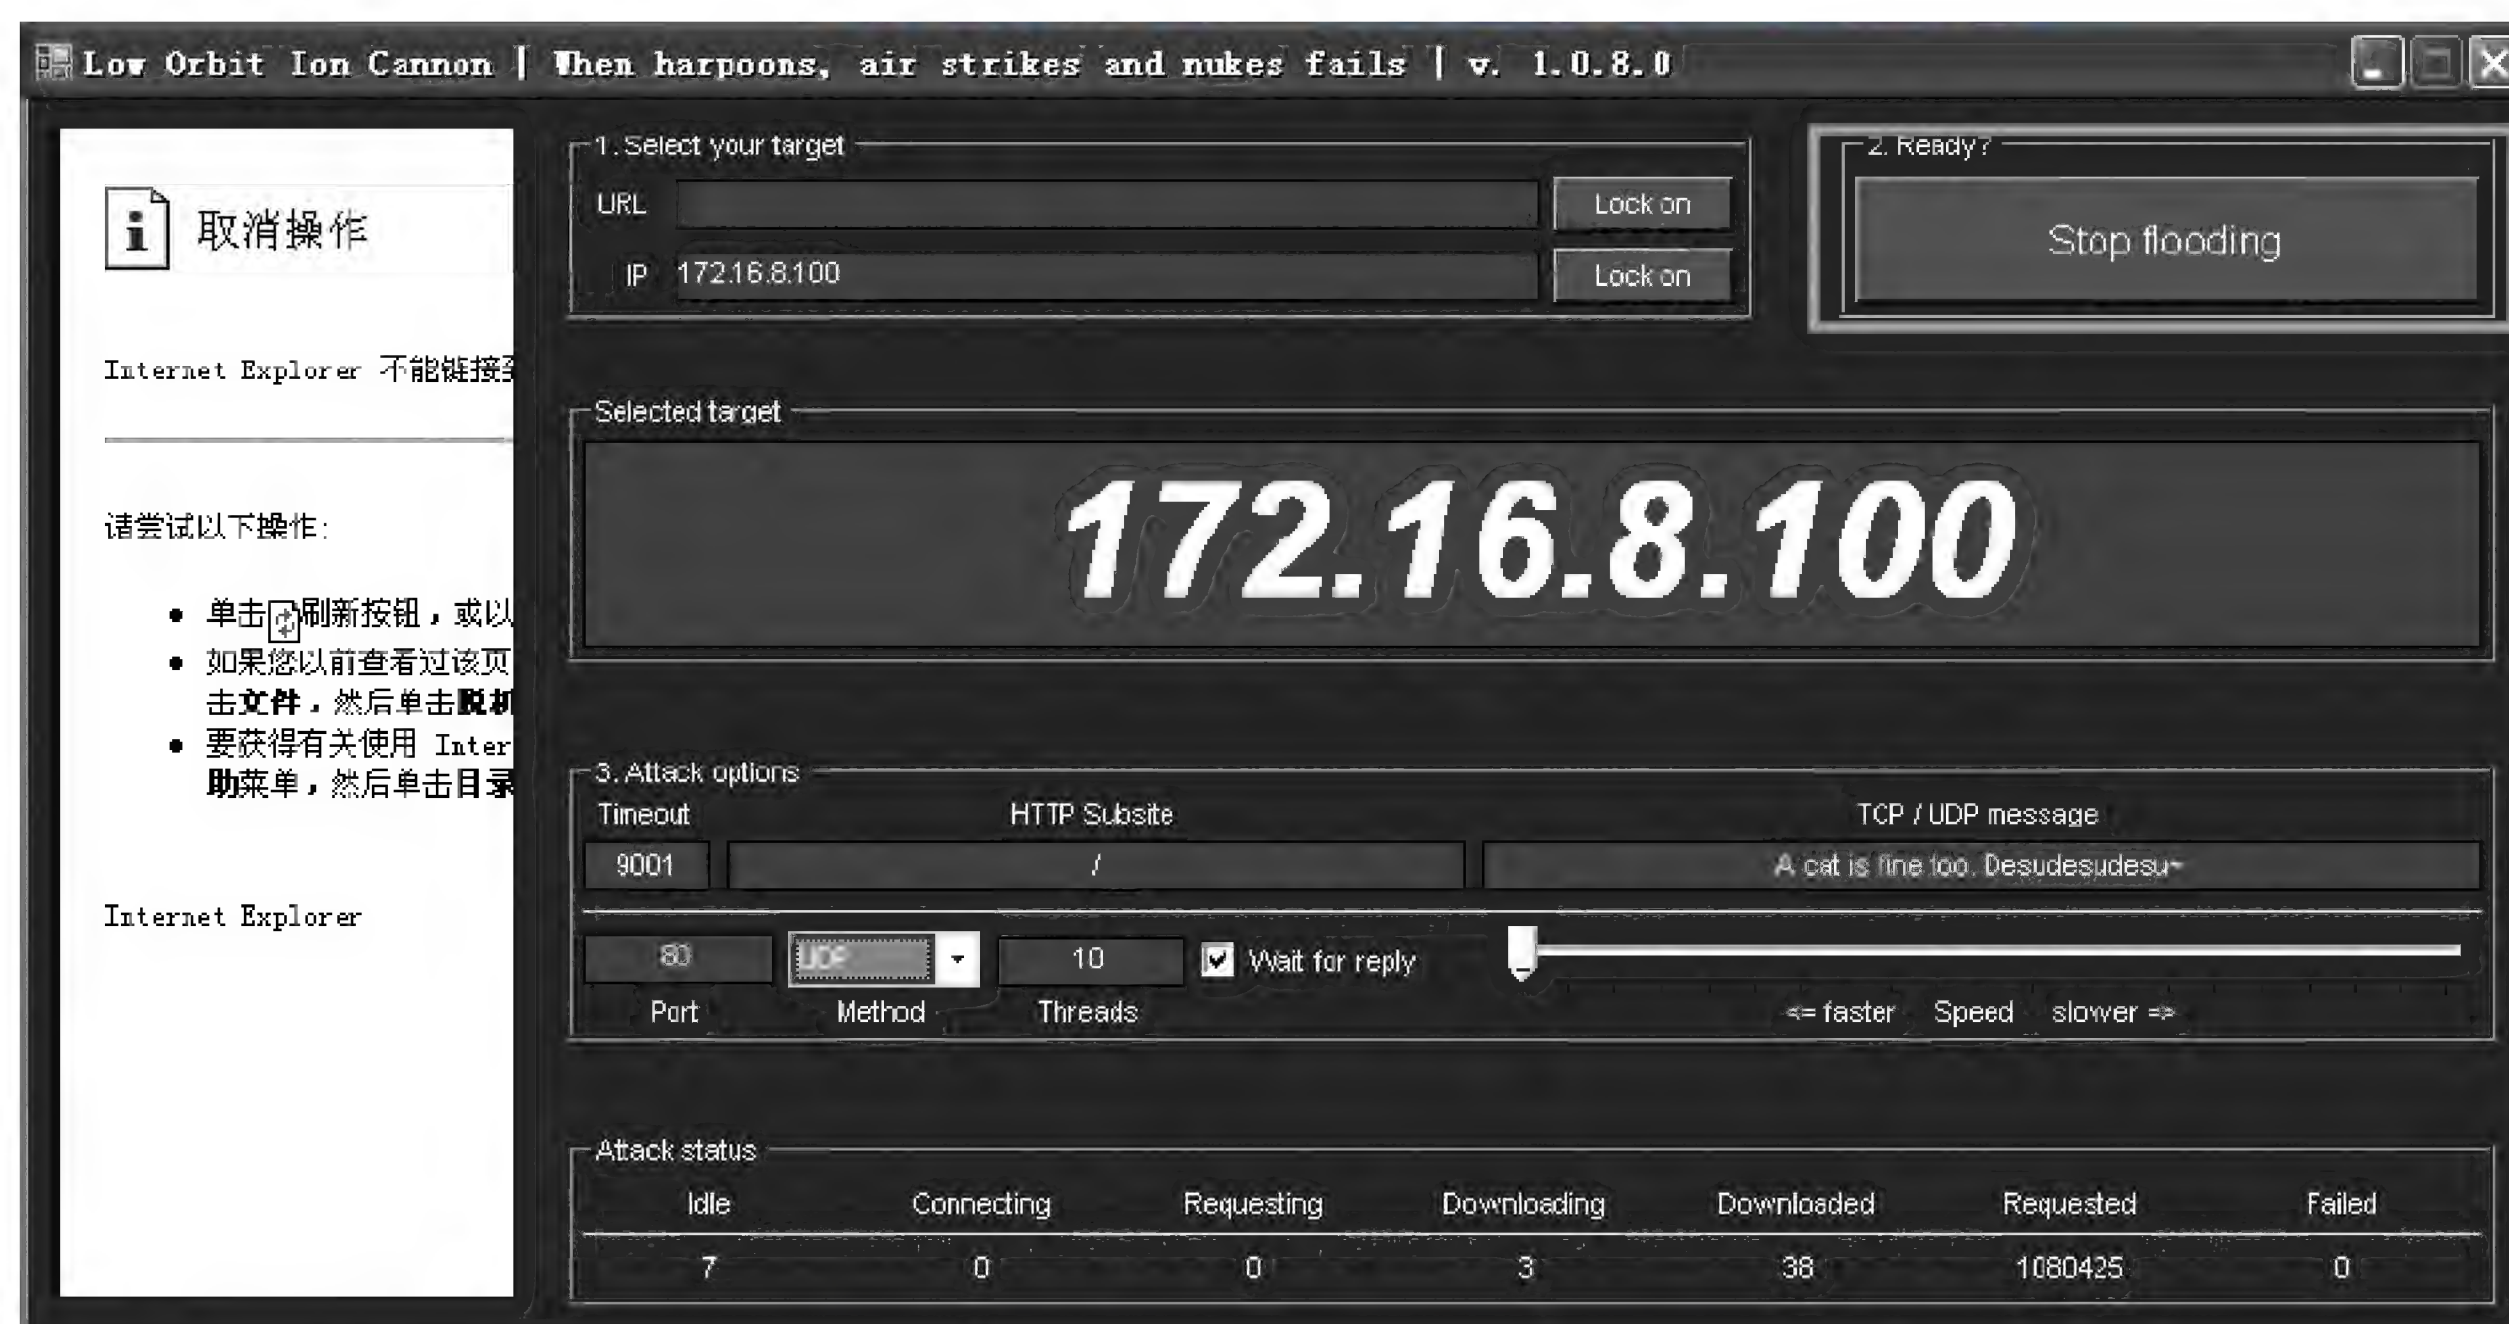 Low Orbit Ion Cannon | When harpoons, air strikes and nukes fails | v. 1.0.8.0
取消操作
Internet Explorer 不能链接
请尝试以下操作:
单击刷新按钮，或以
如果您以前查看过该页
击文件，然后单击脱机
要获得有关使用 Inter
助菜单，然后单击目录
Internet Explorer
1. Select your target
URL
Lock on
IP 172.16.8.100 Lock on
2. Ready?
Stop flooding
Selected target
172.16.8.100
3. Attack options
Timeout HTTP Subsite TCP / UDP message
9001 / A cat is fine too. Desudesudesu~
80 UDP 10 Wait for reply
Port Method Threads <= faster Speed slower =>
Attack status
Idle Connecting Requesting Downloading Downloaded Requested Failed
7 0 0 3 38 1080425 0